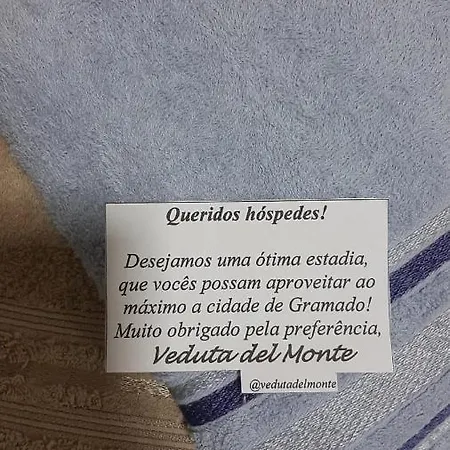 Queridos hóspedes!
Desejamos uma ótima estadia,
que vocês possam aproveitar ao
máximo a cidade de Gramado!
Muito obrigado pela preferência,
Veduta del Monte
@vedutadelmonte